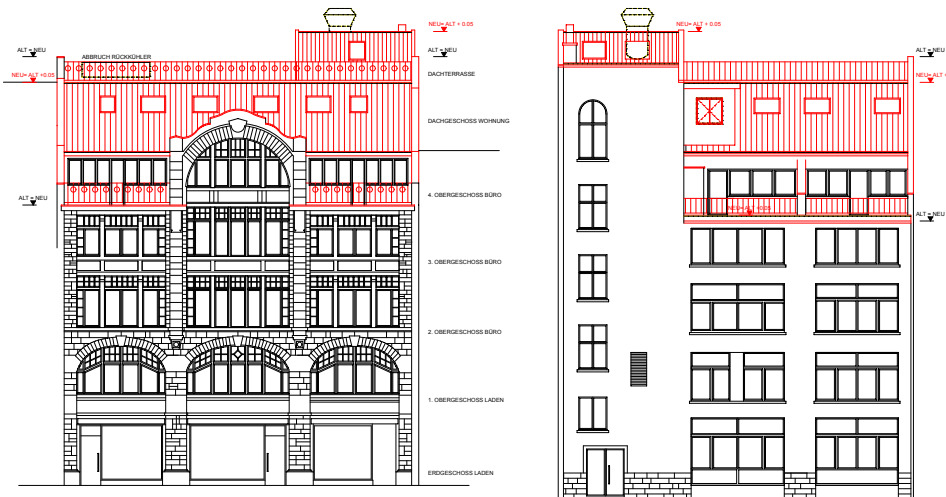 NEU= ALT + 0.05
NEU= ALT + 0.05
ALT = NEU
ALT = NEU
ALT = NEU
ABBRUCH RÜCKKÜHLER
NEU= ALT +0.05
DACHTERRASSE
NEU= ALT +
DACHGESCHOSS WOHNUNG
ALT = NEU
4. OBERGESCHOSS BÜRO
NEU= ALT +0.05
ALT = NEU
3. OBERGESCHOSS BÜRO
2. OBERGESCHOSS BÜRO
1. OBERGESCHOSS LADEN
ERDGESCHOSS LADEN